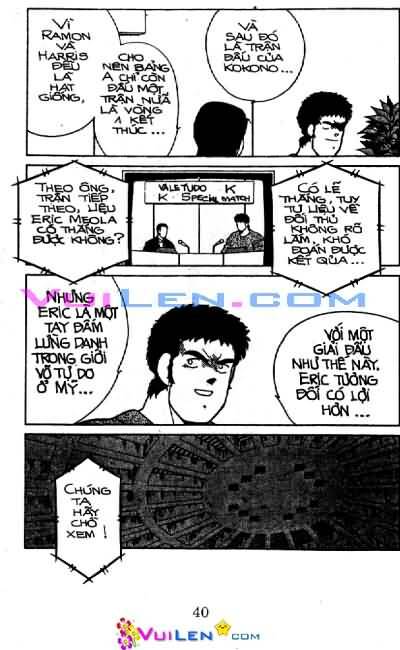 VÀ
SAU ĐÓ
LÀ TRẬN
ĐẤU CỦA
KOKONO...
VÌ
RAMON
VÀ
HARRIS
ĐỀU
LÀ
HẠT
GIỐNG,
CHO
NÊN BẢNG
A CHỈ CÒN
ĐẤU MỘT
TRẬN NỮA
LÀ VÒNG
1 KẾT
THÚC...
THEO ÔNG,
TRẬN TIẾP
THEO, LIỆU
ERIC MEOLA
CÓ THẮNG
ĐƯỢC KHÔNG?
VALE TUDO K
K SPECIAL MATCH
CÓ LẼ
THẮNG, TUY
TƯ LIỆU VỀ
ĐỐI THỦ
KHÔNG RÕ
LẮM, KHÓ
ĐOÁN ĐƯỢC
KẾT QUẢ...
VUILEN.COM
NHƯNG
ERIC LÀ MỘT
TAY ĐẤM
LỪNG DANH
TRONG GIỚI
VÕ TỰ DO
Ở MỸ...
VỚI MỘT
GIẢI ĐẤU
NHƯ THẾ NÀY,
ERIC TƯƠNG
ĐỐI CÓ LỢI
HƠN...
CHÚNG
TA
HÃY
CHỜ
XEM!
40
VUILEN.COM